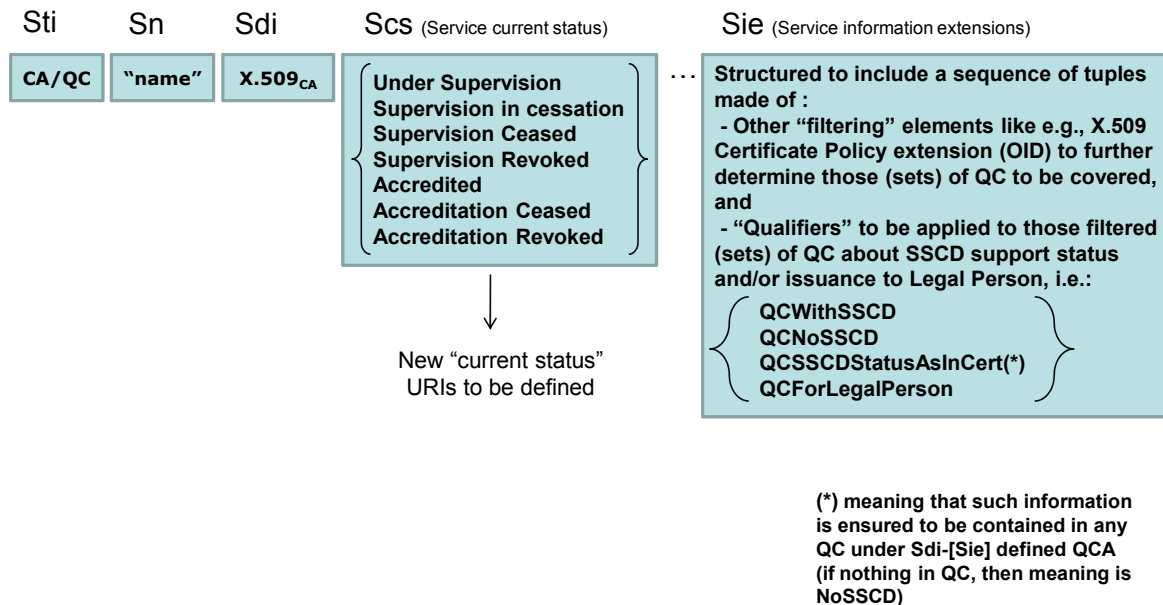 Sti
Sn
Sdi
Scs (Service current status)
Sie (Service information extensions)
CA/QC
“name”
X.509CA
Under Supervision
Supervision in cessation
Supervision Ceased
Supervision Revoked
Accredited
Accreditation Ceased
Accreditation Revoked
...
Structured to include a sequence of tuples
made of :
- Other “filtering” elements like e.g., X.509
Certificate Policy extension (OID) to further
determine those (sets) of QC to be covered,
and
- “Qualifiers” to be applied to those filtered
(sets) of QC about SSCD support status
and/or issuance to Legal Person, i.e.:
QCWithSSCD
QCNoSSCD
QCSSCDStatusAsInCert(*)
QCForLegalPerson
New “current status”
URIs to be defined
(*) meaning that such information
is ensured to be contained in any
QC under Sdi-[Sie] defined QCA
(if nothing in QC, then meaning is
NoSSCD)